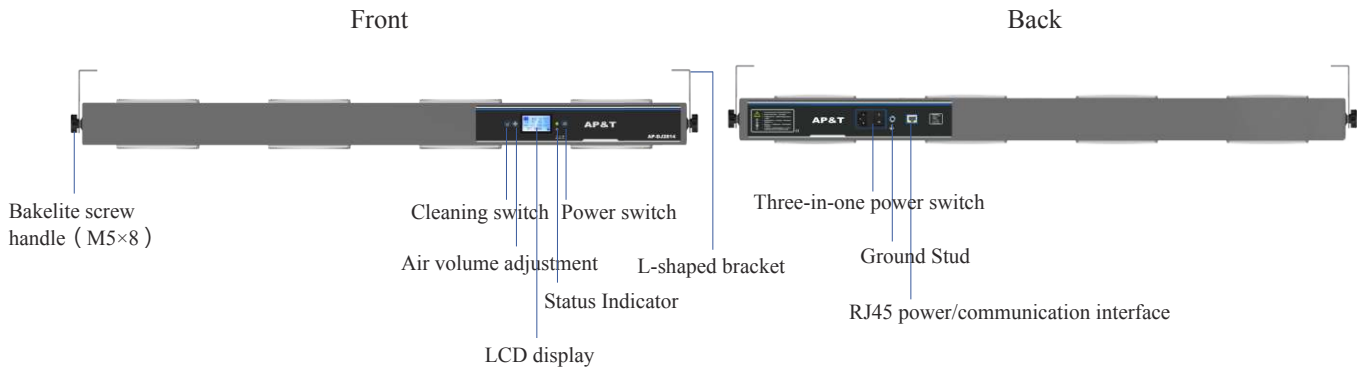 Front
Back
AP&T
AP-DJ2814
AP&T
Bakelite screw
handle ( M5×8 )
Cleaning switch
Power switch
Air volume adjustment
L-shaped bracket
Status Indicator
LCD display
Three-in-one power switch
Ground Stud
RJ45 power/communication interface